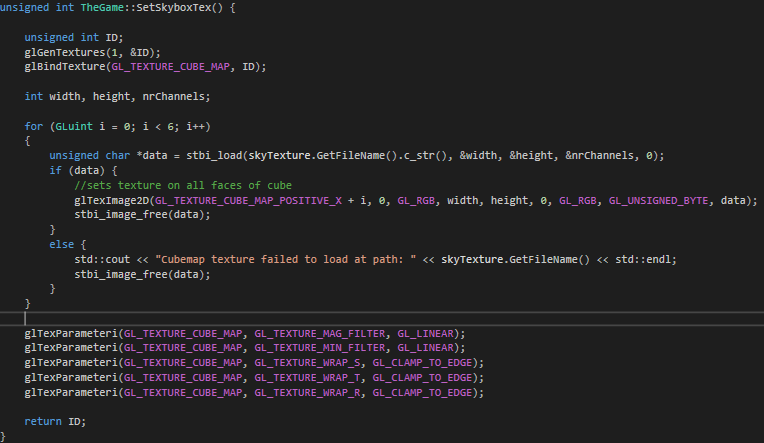 unsigned int TheGame::SetSkyboxTex() {
unsigned int ID;
glGenTextures(1, &ID);
glBindTexture(GL_TEXTURE_CUBE_MAP, ID);
int width, height, nrChannels;
for (GLuint i = 0; i < 6; i++)
{
unsigned char *data = stbi_load(skyTexture.GetFileName().c_str(), &width, &height, &nrChannels, 0);
if (data) {
//sets texture on all faces of cube
glTexImage2D(GL_TEXTURE_CUBE_MAP_POSITIVE_X + i, 0, GL_RGB, width, height, 0, GL_RGB, GL_UNSIGNED_BYTE, data);
stbi_image_free(data);
}
else {
std::cout << "Cubemap texture failed to load at path: " << skyTexture.GetFileName() << std::endl;
stbi_image_free(data);
}
}
glTexParameteri(GL_TEXTURE_CUBE_MAP, GL_TEXTURE_MAG_FILTER, GL_LINEAR);
glTexParameteri(GL_TEXTURE_CUBE_MAP, GL_TEXTURE_MIN_FILTER, GL_LINEAR);
glTexParameteri(GL_TEXTURE_CUBE_MAP, GL_TEXTURE_WRAP_S, GL_CLAMP_TO_EDGE);
glTexParameteri(GL_TEXTURE_CUBE_MAP, GL_TEXTURE_WRAP_T, GL_CLAMP_TO_EDGE);
glTexParameteri(GL_TEXTURE_CUBE_MAP, GL_TEXTURE_WRAP_R, GL_CLAMP_TO_EDGE);
return ID;
}